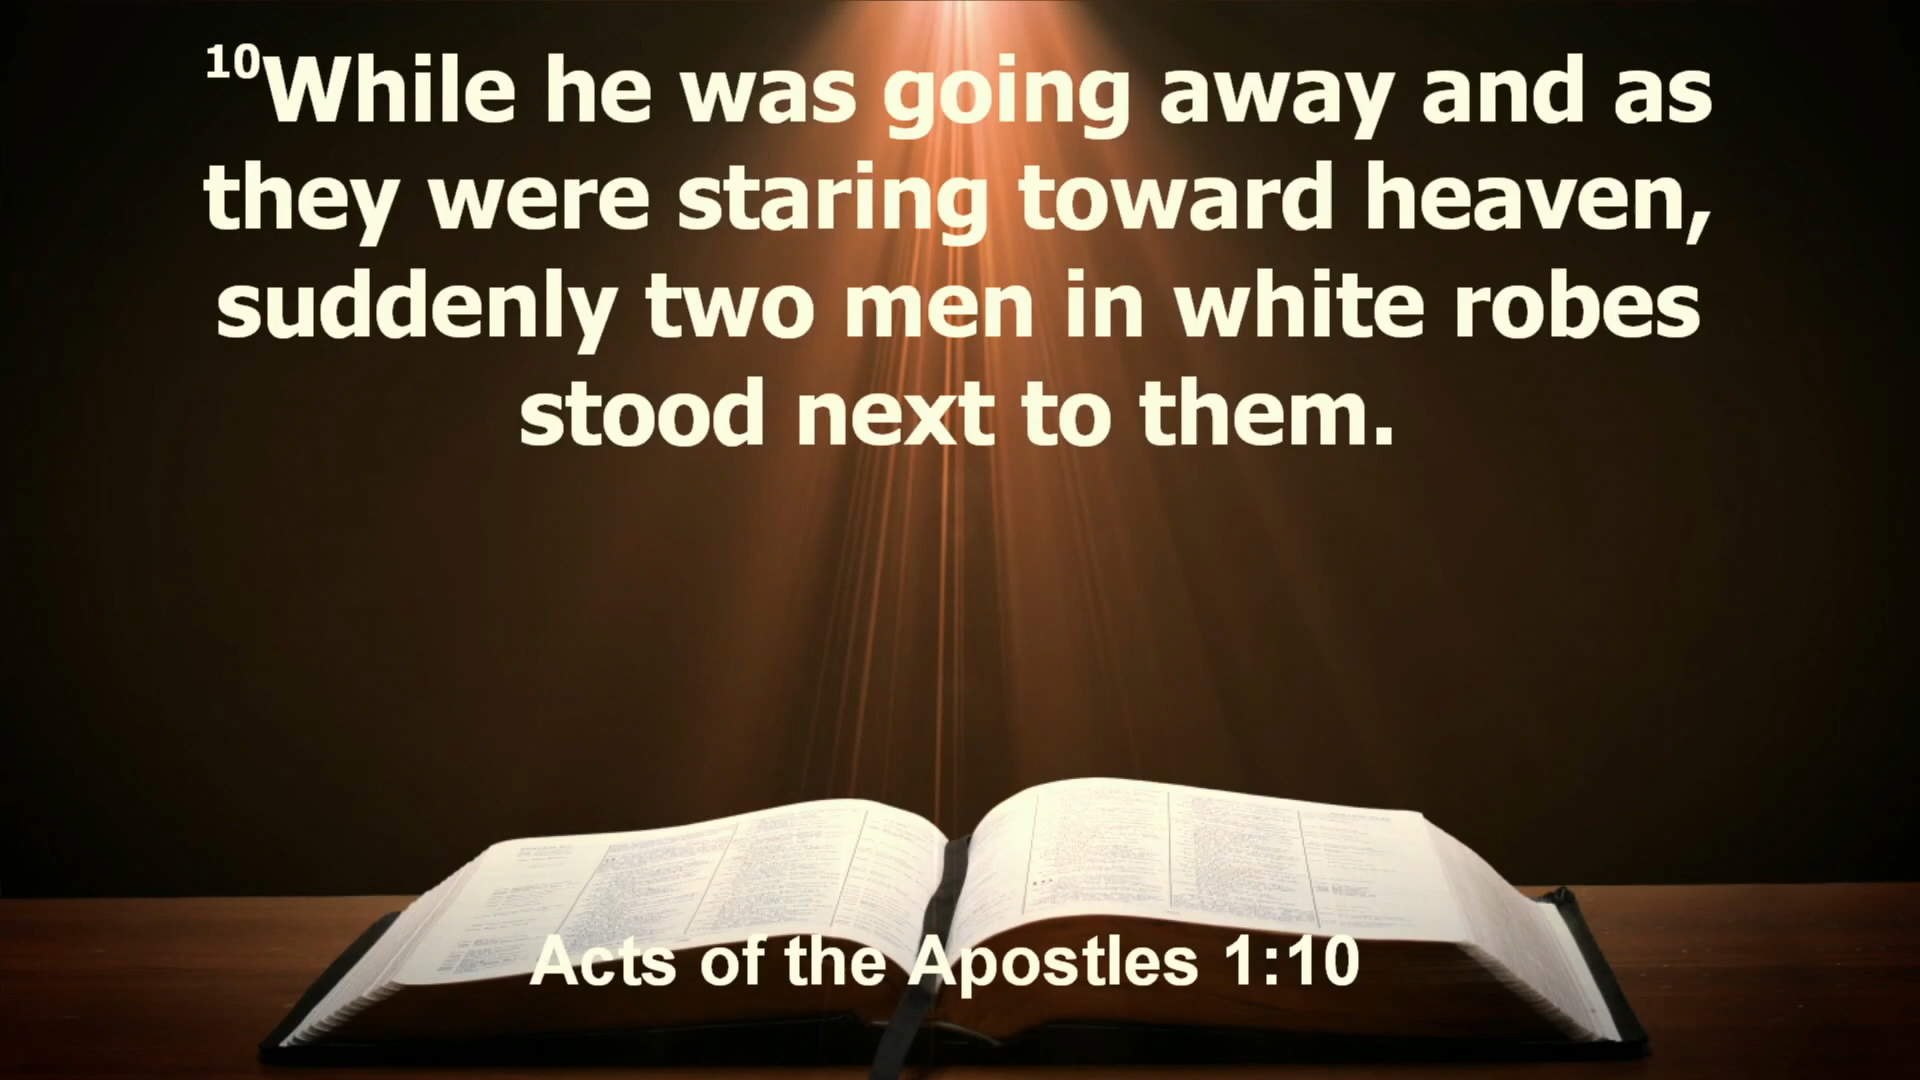 10While he was going away and as
they were staring toward heaven,
suddenly two men in white robes
stood next to them.
Acts of the Apostles 1:10